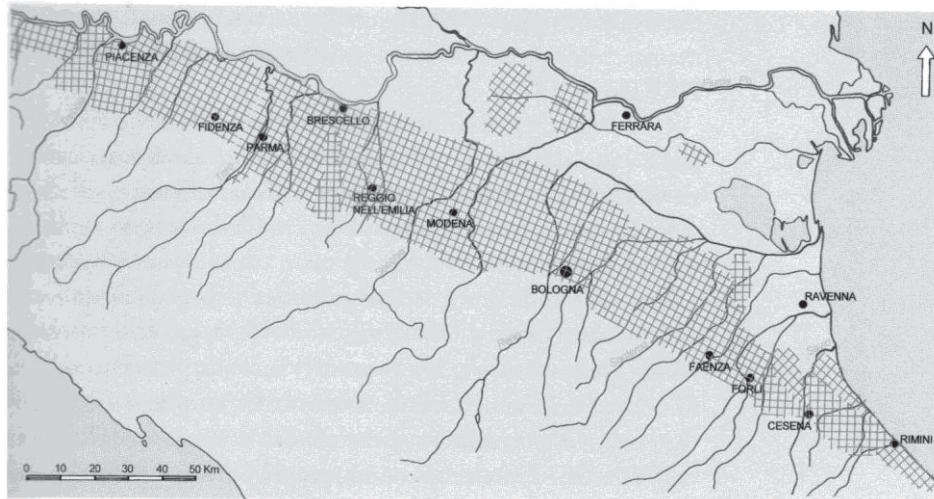 N
PIACENZA
FIDENZA
PARMA
BRESCELLO
FERRARA
REGGIO
NELL'EMILIA
MODENA
BOLOGNA
RAVENNA
FAENZA
FORLI
CESENA
RIMINI
0 10 20 30 40 50 Km